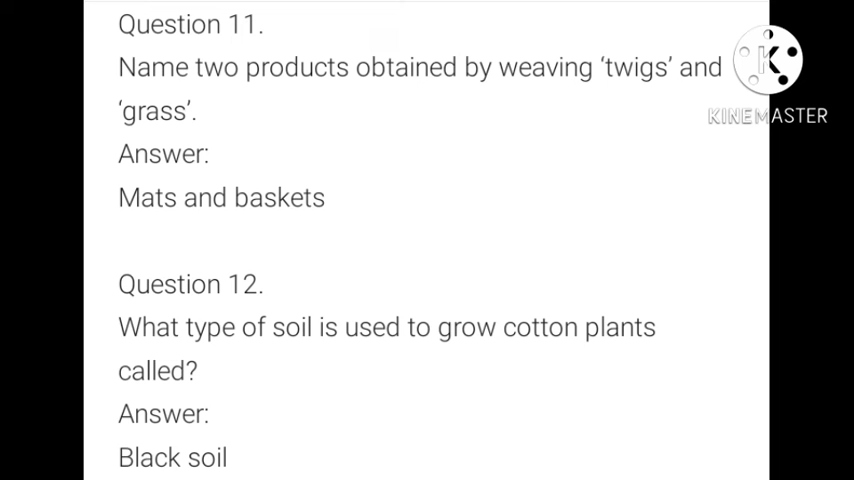 Question 11.
Name two products obtained by weaving ‘twigs’ and
‘grass’.
Answer:
Mats and baskets
Question 12.
What type of soil is used to grow cotton plants
called?
Answer:
Black soil
K
KINEMASTER